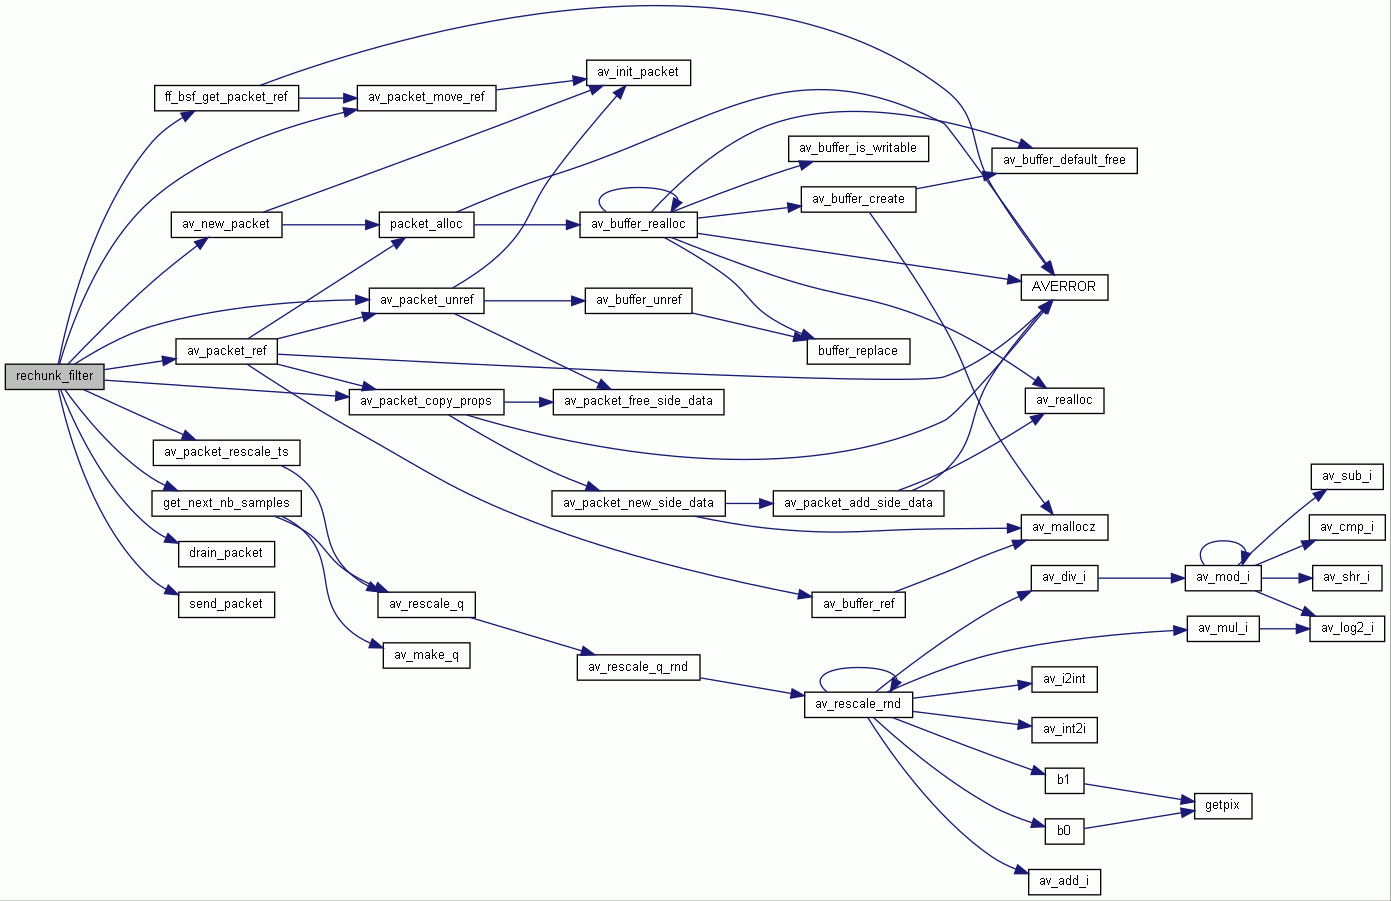 av_init_packet
ff_bsf_get_packet_ref
av_packet_move_ref
av_buffer_is_writable
av_buffer_default_free
av_buffer_create
av_new_packet
packet_alloc
av_buffer_realloc
AVERROR
av_packet_unref
av_buffer_unref
av_packet_ref
buffer_replace
rechunk_filter
av_packet_copy_props
av_packet_free_side_data
av_realloc
av_packet_rescale_ts
av_sub_i
get_next_nb_samples
av_packet_new_side_data
av_packet_add_side_data
av_mallocz
av_cmp_i
drain_packet
av_div_i
av_mod_i
av_shr_i
send_packet
av_rescale_q
av_buffer_ref
av_mul_i
av_log2_i
av_make_q
av_rescale_q_rnd
av_i2int
av_rescale_rnd
av_int2i
b1
getpix
b0
av_add_i